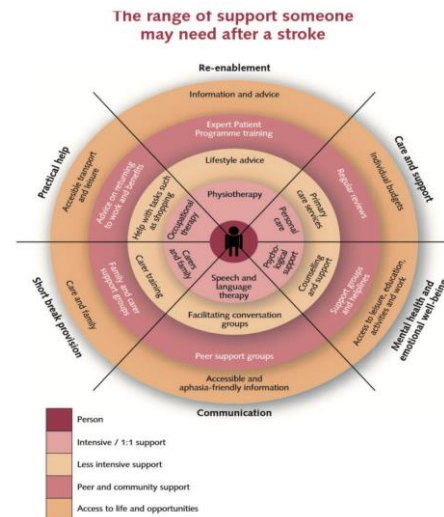 The range of support someone
may need after a stroke
Re-enablement
Information and advice
Expert Patient
Programme training
Lifestyle advice
Physiotherapy
Practical help
Accessible transport
and leisure
Advice on returning
to work and benefits
Help with tasks such
as shopping
Occupational
therapy
Care and support
Individual budgets
Regular reviews
Primary
care services
Personal
care
Short break provision
Care and family
Family and carer
support groups
Carer training
Carers
and family
Mental health and
emotional well-being
Access to leisure, education,
activities and work
Support groups
and helplines
Counselling
and support
Psycho-
logical
support
Speech and
language
therapy
Facilitating conversation
groups
Peer support groups
Accessible and
aphasia-friendly information
Communication
Person
Intensive / 1:1 support
Less intensive support
Peer and community support
Access to life and opportunities